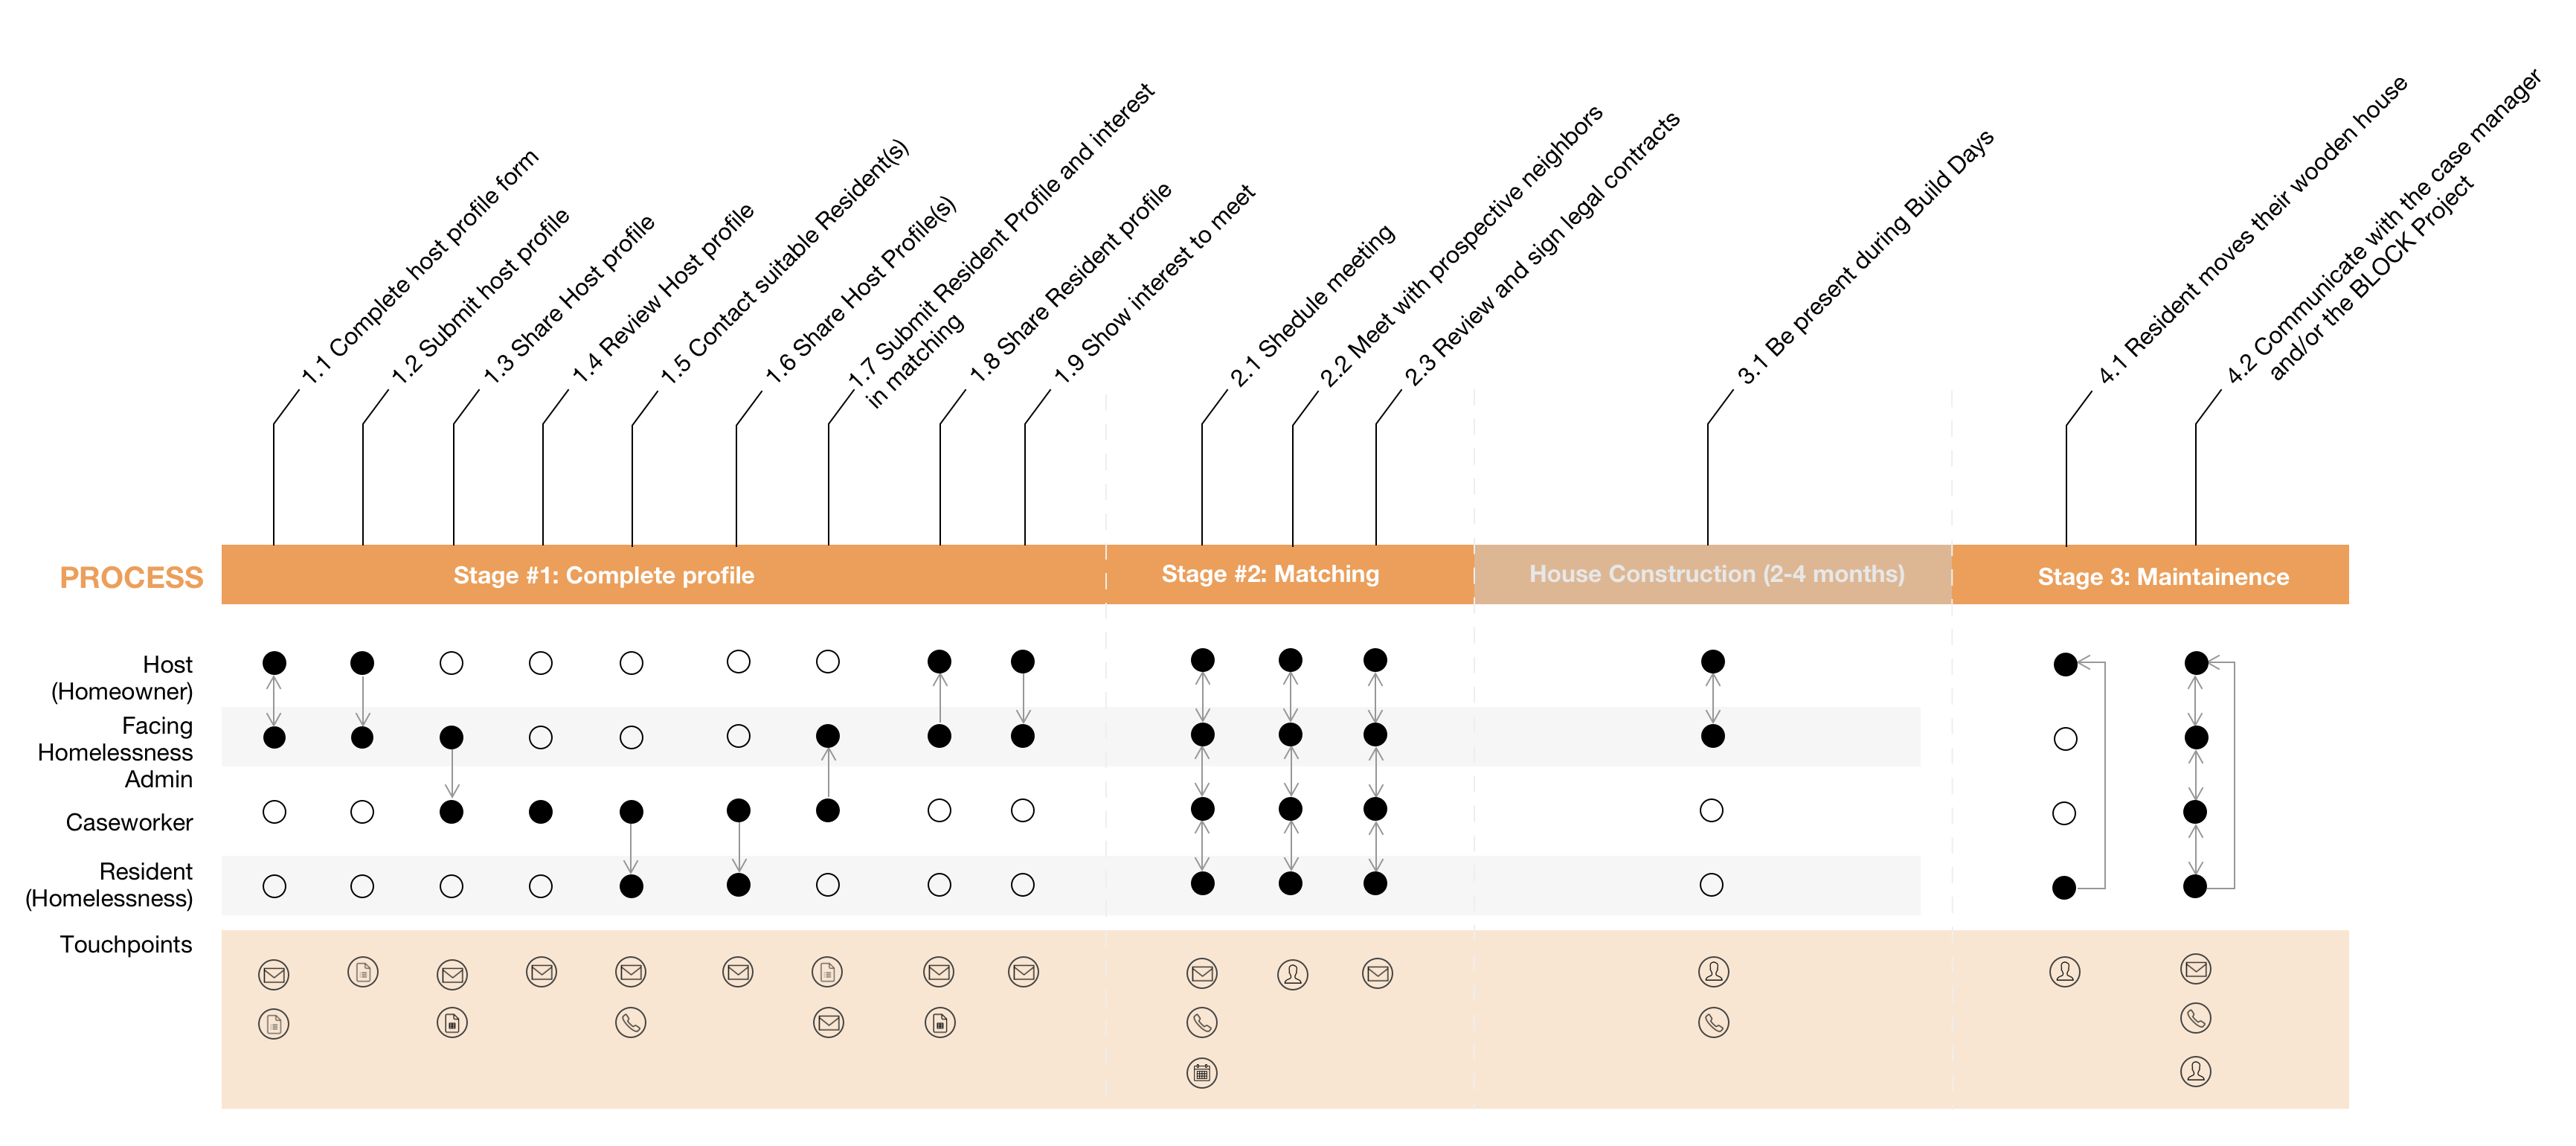 1.1 Complete host profile form
1.2 Submit host profile
1.3 Share Host profile
1.4 Review Host profile
1.5 Contact suitable Resident(s)
1.6 Share Host Profile(s)
1.7 Submit Resident Profile and interest
in matching
1.8 Share Resident profile
1.9 Show interest to meet
2.1 Shedule meeting
2.2 Meet with prospective neighbors
2.3 Review and sign legal contracts
3.1 Be present during Build Days
4.1 Resident moves their wooden house
4.2 Communicate with the case manager
and/or the BLOCK Project
PROCESS
Stage #1: Complete profile
Stage #2: Matching
House Construction (2-4 months)
Stage 3: Maintainence
Host
(Homeowner)
Facing
Homelessness
Admin
Caseworker
Resident
(Homelessness)
Touchpoints